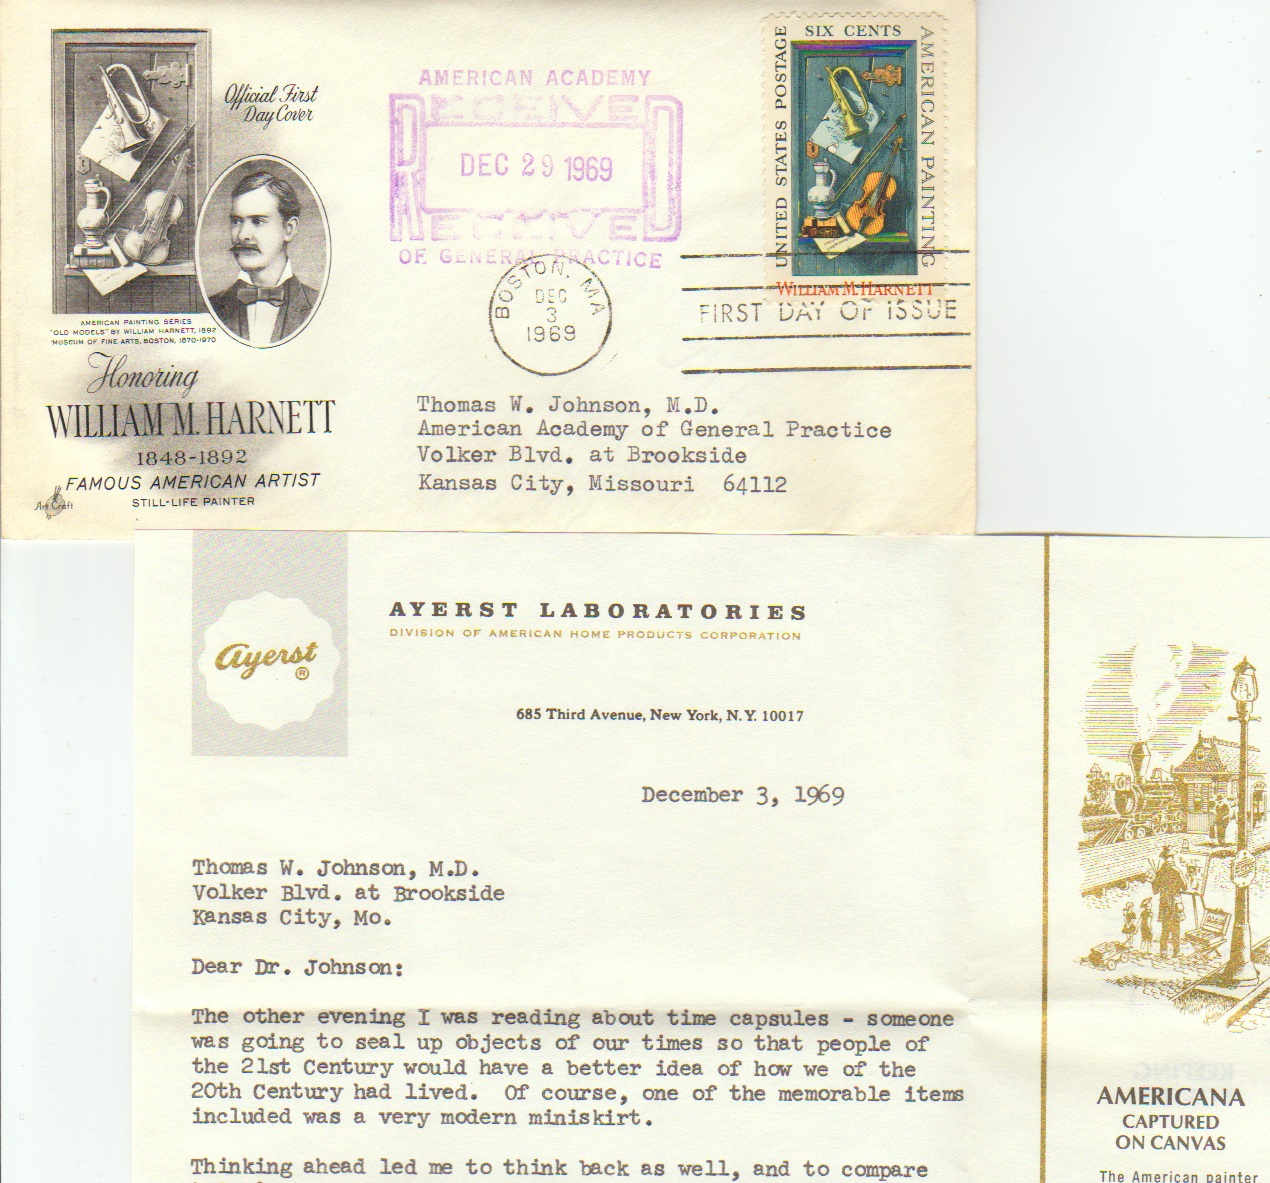 Official First
Day Cover
AMERICAN PAINTING SERIES
"OLD MODELS" BY WILLIAM HARNETT, 1892
MUSEUM OF FINE ARTS, BOSTON, 1870-1970
Honoring
WILLIAM M. HARNETT
1848-1892
FAMOUS AMERICAN ARTIST
STILL-LIFE PAINTER
Art Craft
AMERICAN ACADEMY
RECEIVED
DEC 29 1969
RECEIVED
OF GENERAL PRACTICE
BOSTON, MA
DEC
3
1969
SIX CENTS
UNITED STATES POSTAGE
AMERICAN PAINTING
WILLIAM M. HARNETT
FIRST DAY OF ISSUE
Thomas W. Johnson, M.D.
American Academy of General Practice
Volker Blvd. at Brookside
Kansas City, Missouri 64112
Ayerst
®
AYERST LABORATORIES
DIVISION OF AMERICAN HOME PRODUCTS CORPORATION
685 Third Avenue, New York, N.Y. 10017
December 3, 1969
Thomas W. Johnson, M.D.
Volker Blvd. at Brookside
Kansas City, Mo.
Dear Dr. Johnson:
The other evening I was reading about time capsules - someone
was going to seal up objects of our times so that people of
the 21st Century would have a better idea of how we of the
20th Century had lived. Of course, one of the memorable items
included was a very modern miniskirt.
Thinking ahead led me to think back as well, and to compare
KEEPING
AMERICANA
CAPTURED
ON CANVAS
The American painter